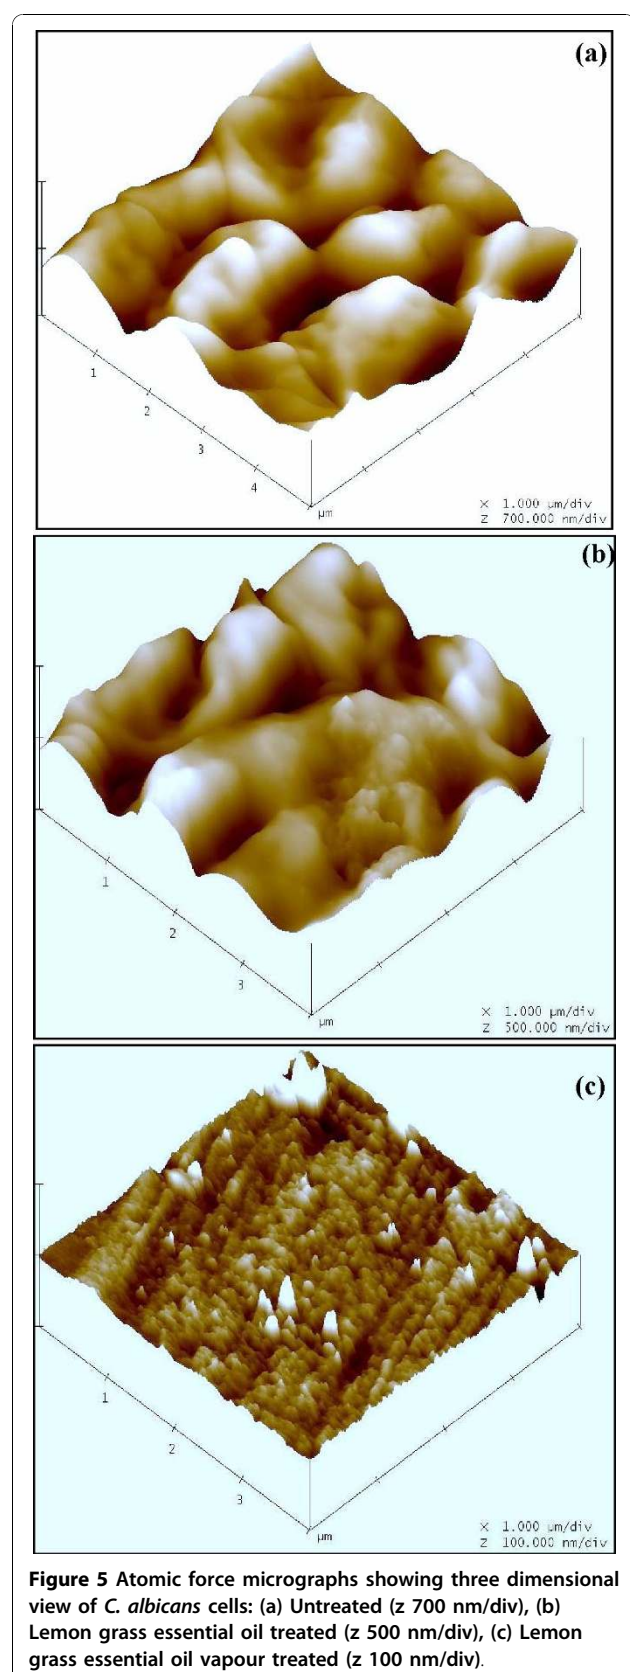 (a)
1
2
3
4
µm
X 1.000 µm/div
Z 700.000 nm/div
(b)
1
2
3
µm
X 1.000 µm/div
Z 500.000 nm/div
(c)
1
2
3
µm
X 1.000 µm/div
Z 100.000 nm/div
Figure 5 Atomic force micrographs showing three dimensional
view of C. albicans cells: (a) Untreated (z 700 nm/div), (b)
Lemon grass essential oil treated (z 500 nm/div), (c) Lemon
grass essential oil vapour treated (z 100 nm/div).